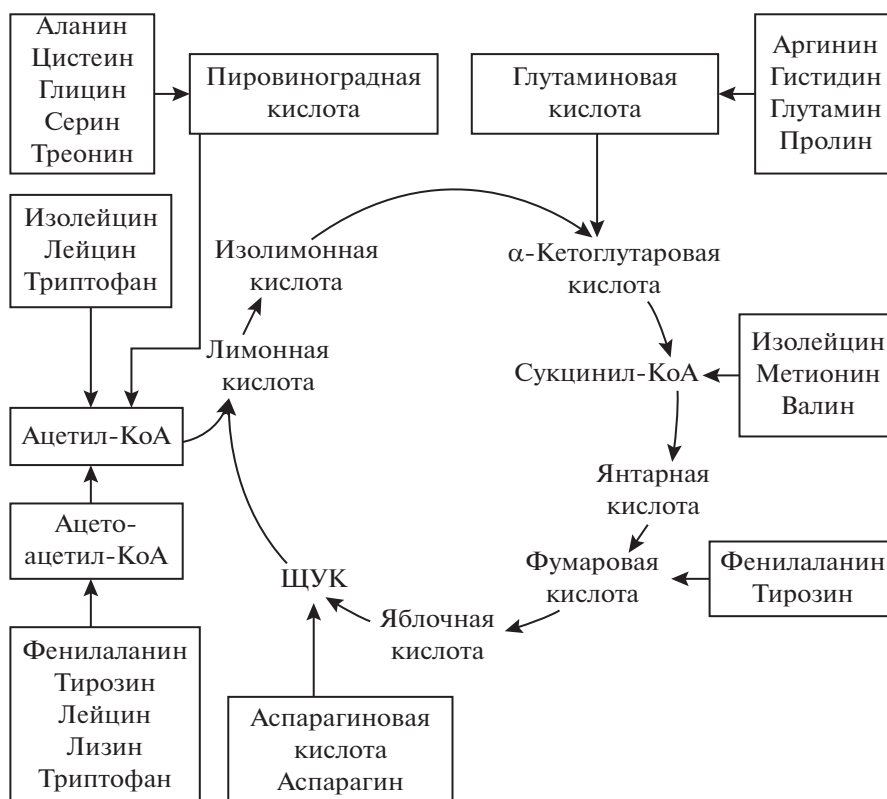 Аланин
Цистеин
Глицин
Серин
Треонин
Пировиноградная
кислота
Глутаминовая
кислота
Аргинин
Гистидин
Глутамин
Пролин
Изолейцин
Лейцин
Триптофан
Изолимонная
кислота
α-Кетоглутаровая
кислота
Лимонная
кислота
Сукцинил-КоА
Изолейцин
Метионин
Валин
Ацетил-КоА
Янтарная
кислота
Ацето-
ацетил-КоА
ЩУК
Фумаровая
кислота
Фенилаланин
Тирозин
Яблочная
кислота
Фенилаланин
Тирозин
Лейцин
Лизин
Триптофан
Аспарагиновая
кислота
Аспарагин